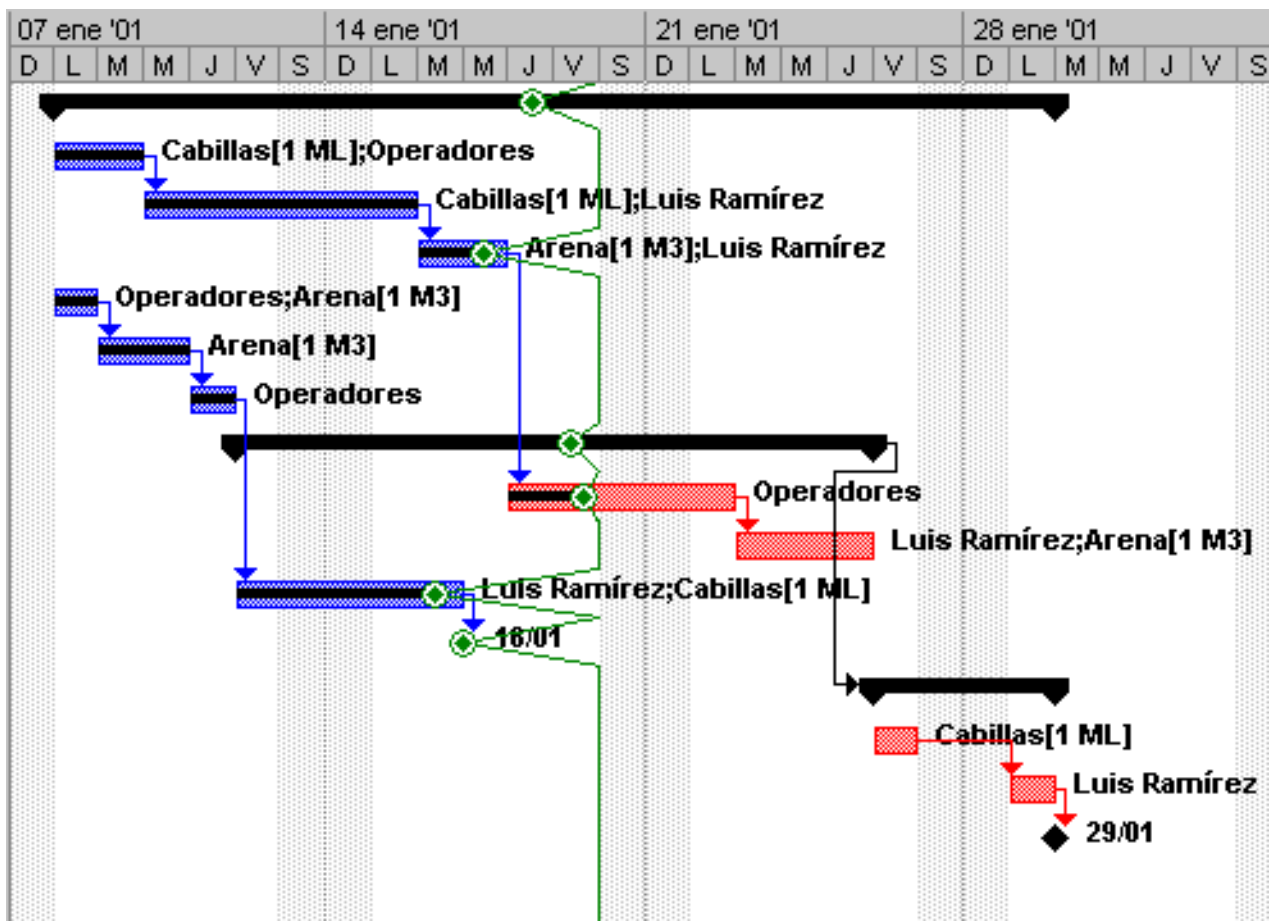 07 ene '01 14 ene '01 21 ene '01 28 ene '01
D L M M J V S D L M M J V S D L M M J V S D L M M J V S
Cabillas[1 ML];Operadores
Cabillas[1 ML];Luis Ramírez
Arena[1 M3];Luis Ramírez
Operadores;Arena[1 M3]
Arena[1 M3]
Operadores
Operadores
Luis Ramírez;Arena[1 M3]
Luis Ramírez;Cabillas[1 ML]
16/01
Cabillas[1 ML]
Luis Ramírez
29/01